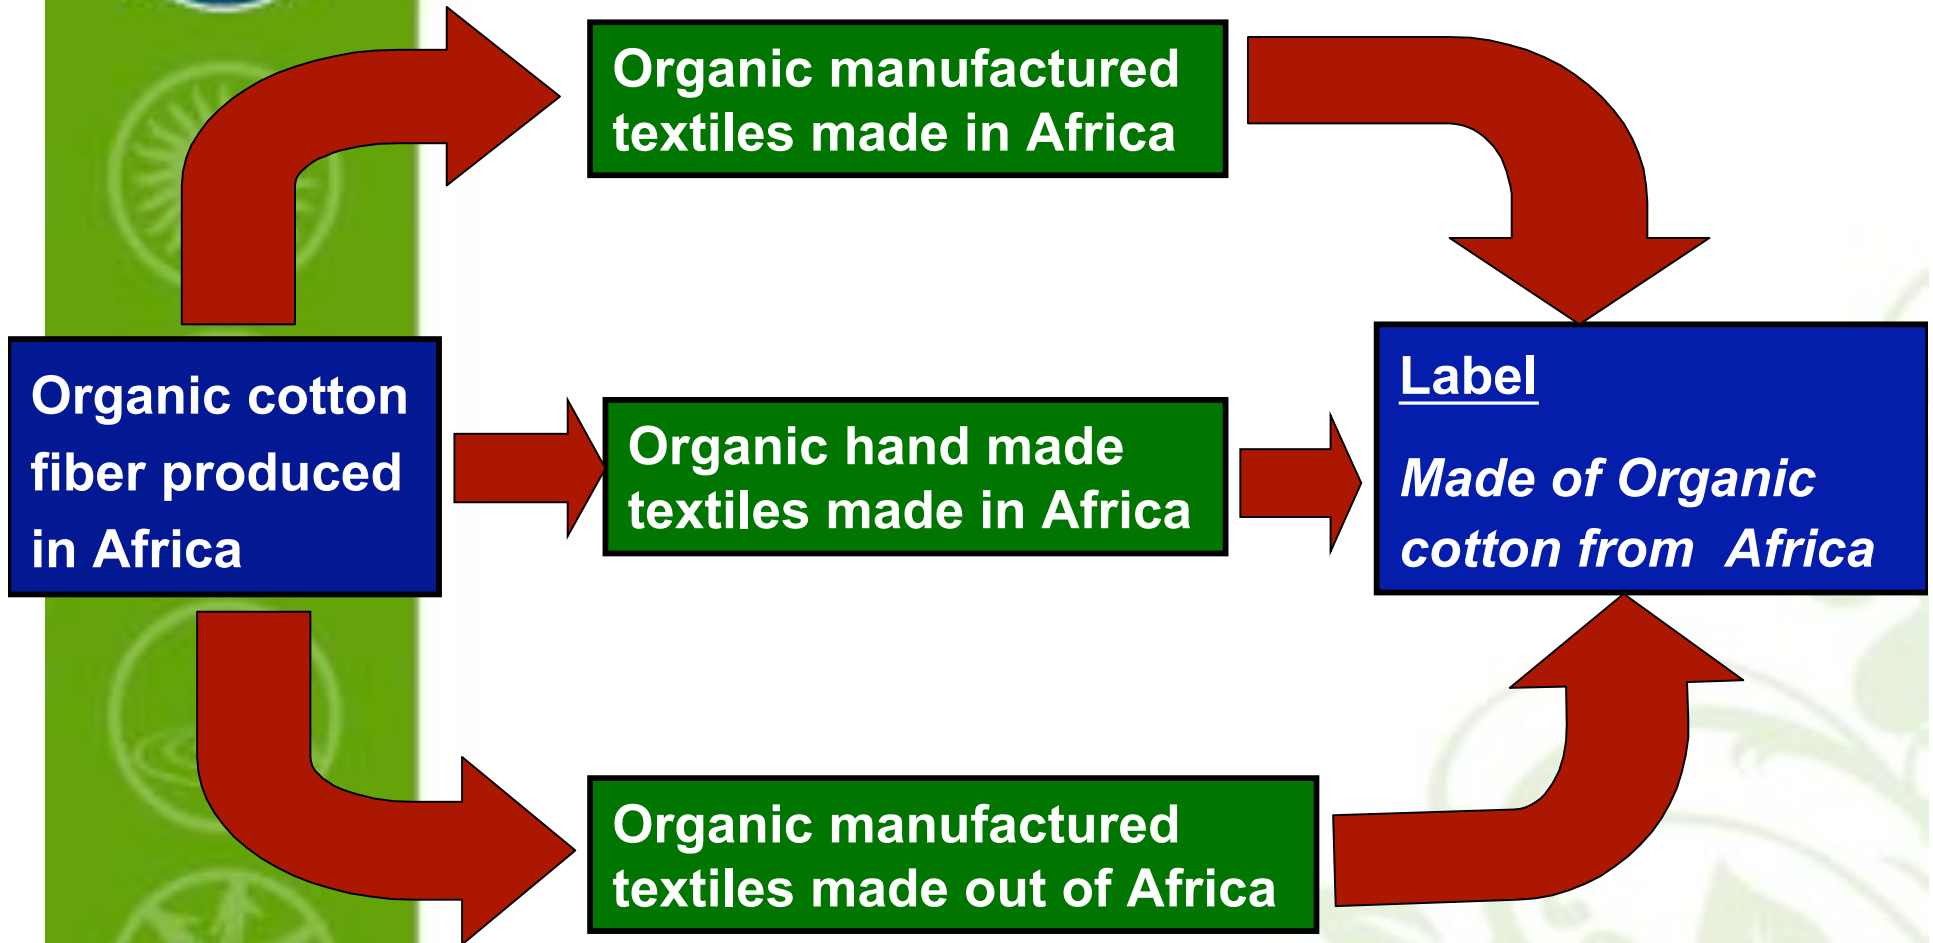 Organic manufactured
textiles made in Africa
Organic cotton
fiber produced
in Africa
Organic hand made
textiles made in Africa
Label
Made of Organic
cotton from  Africa
Organic manufactured
textiles made out of Africa